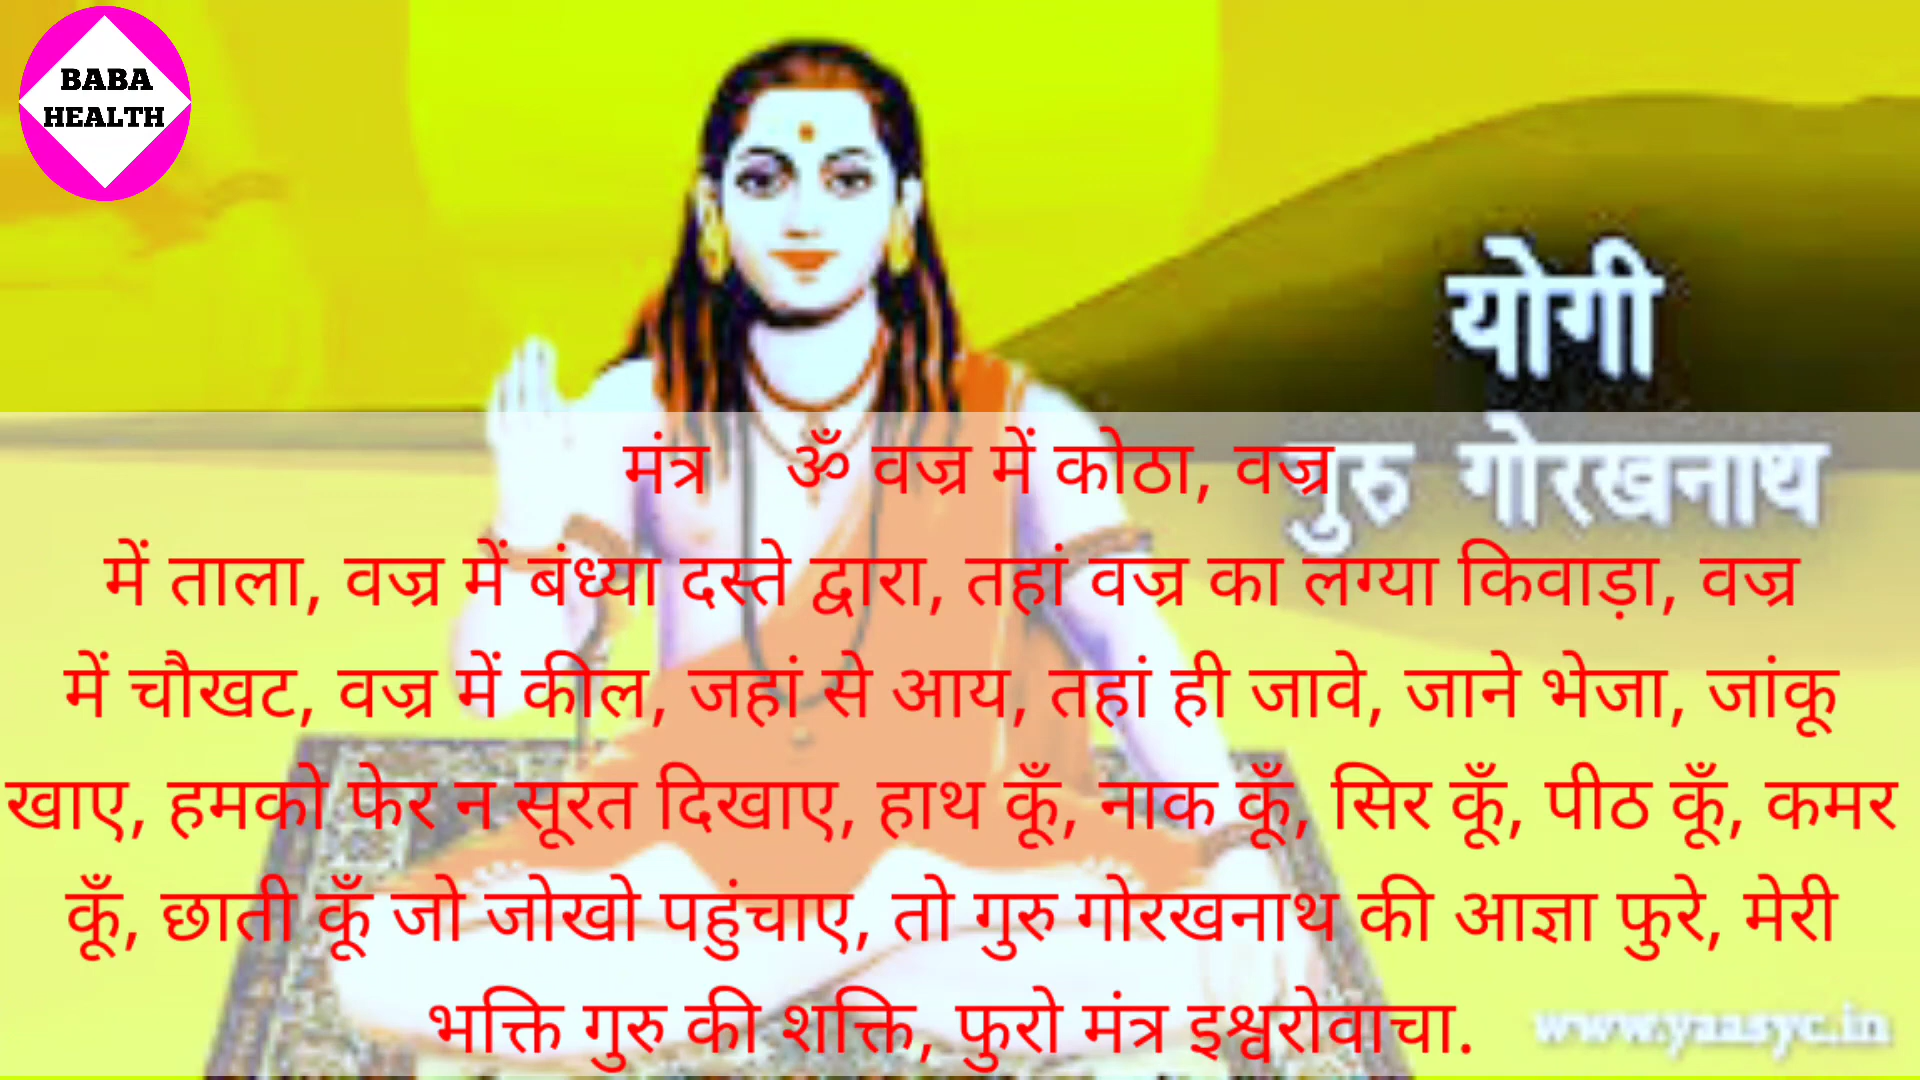 BABA
HEALTH
योगी
गुरु गोरखनाथ
मंत्र ॐ वज्र में कोठा, वज्र
में ताला, वज्र में बंध्या दस्ते द्वारा, तहां वज्र का लग्या किवाड़ा, वज्र
में चौखट, वज्र में कील, जहां से आय, तहां ही जावे, जाने भेजा, जांकू
खाए, हमको फेर न सूरत दिखाए, हाथ कूँ, नाक कूँ, सिर कूँ, पीठ कूँ, कमर
कूँ, छाती कूँ जो जोखो पहुंचाए, तो गुरु गोरखनाथ की आज्ञा फुरे, मेरी
भक्ति गुरु की शक्ति, फुरो मंत्र इश्वरोवाचा.
www.yaasyc.in